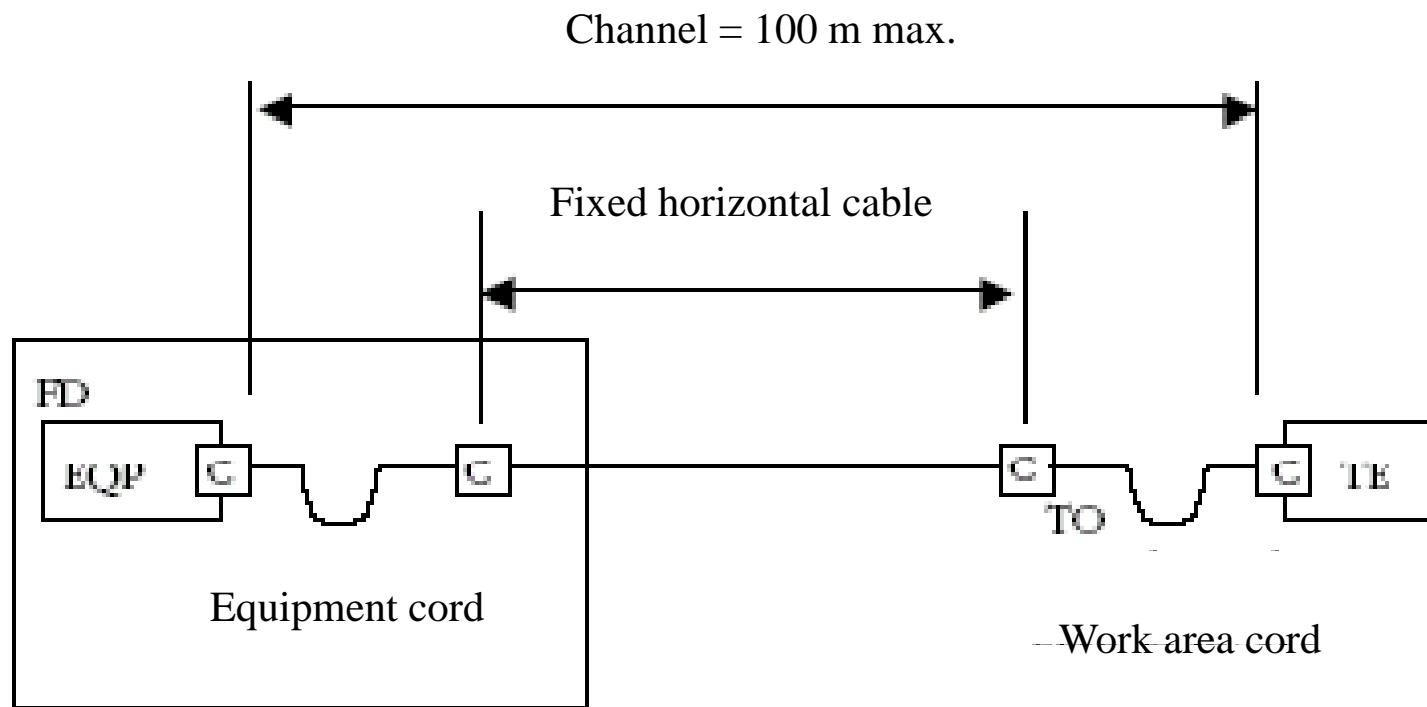 Channel = 100 m max.
Fixed horizontal cable
FD
EQP
C
C
C
C
TE
TO
Equipment cord
Work area cord